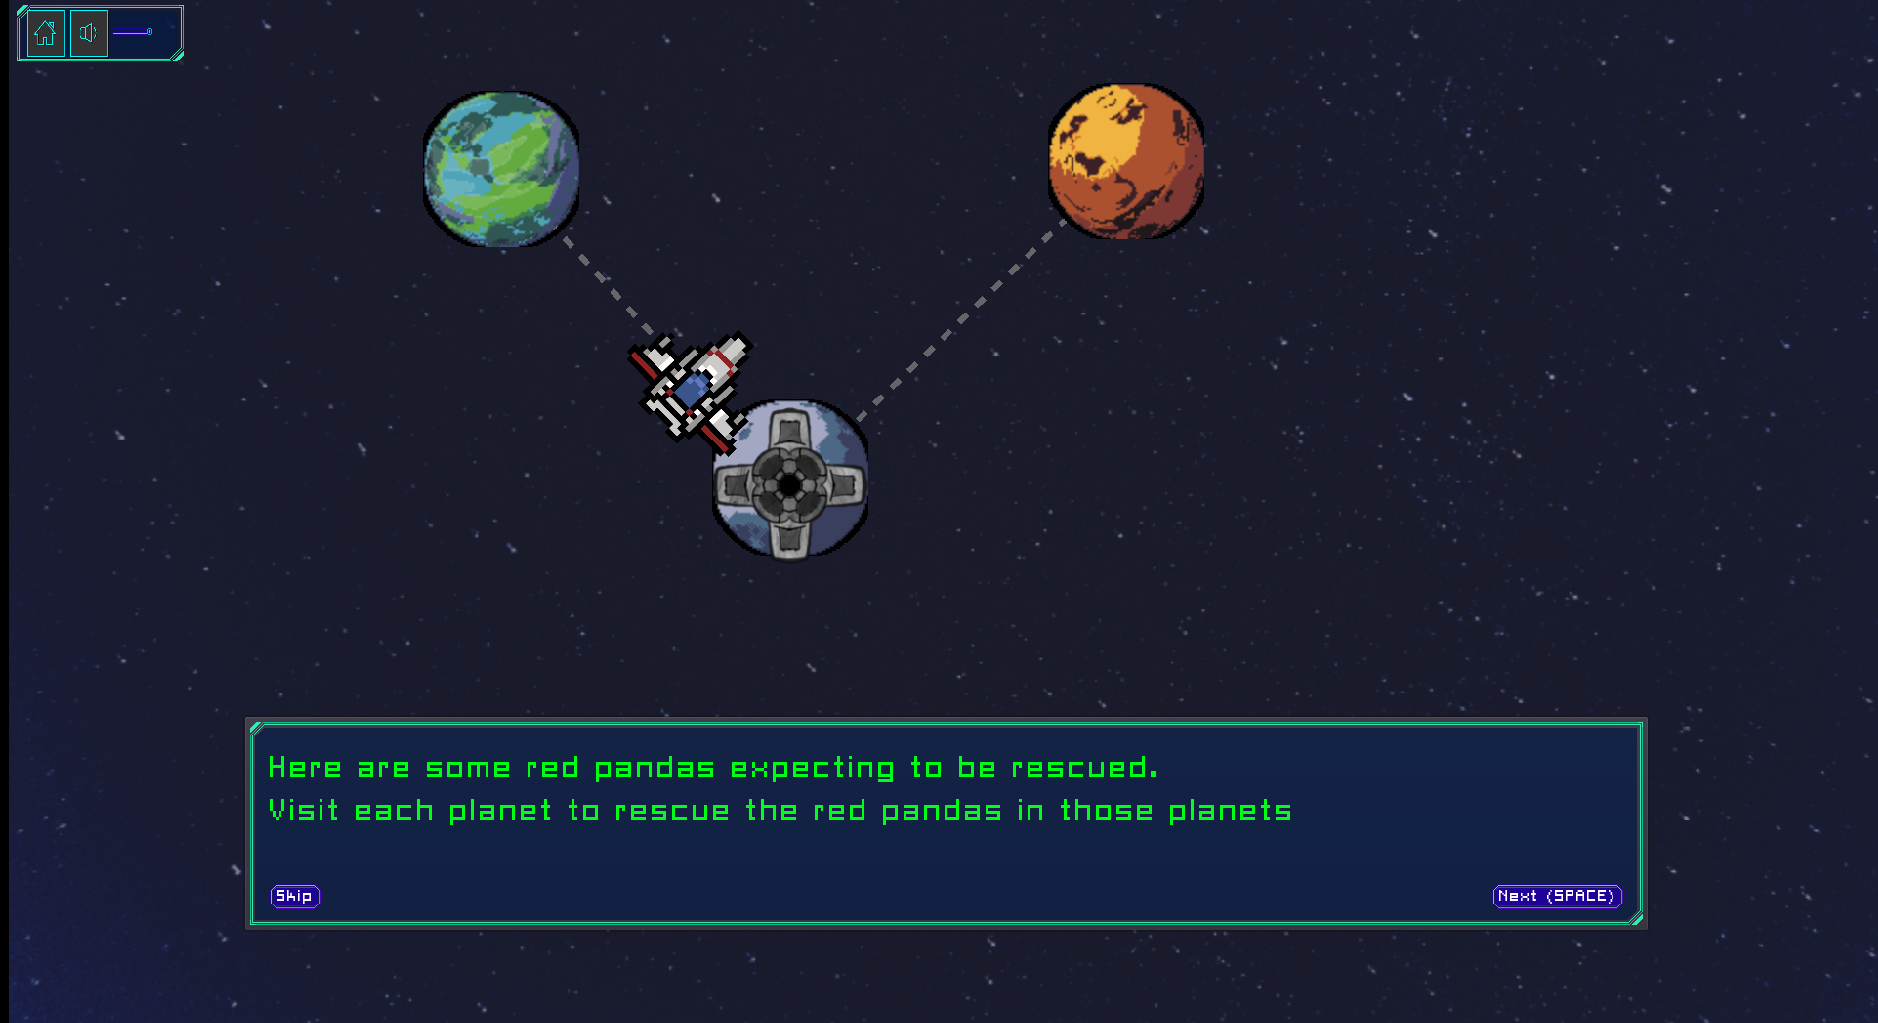 Here are some red pandas expecting to be rescued.
Visit each planet to rescue the red pandas in those planets
Skip
Next (SPACE)